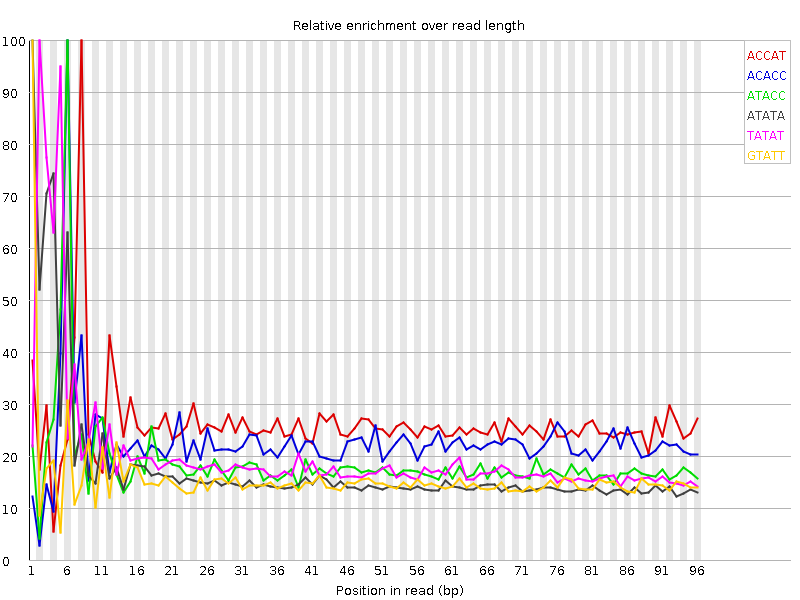 Relative enrichment over read length
100
90
80
70
60
50
40
30
20
10
0
ACCAT
ACACC
ATACC
ATATA
TATAT
GTATT
1 6 11 16 21 26 31 36 41 46 51 56 61 66 71 76 81 86 91 96
Position in read (bp)